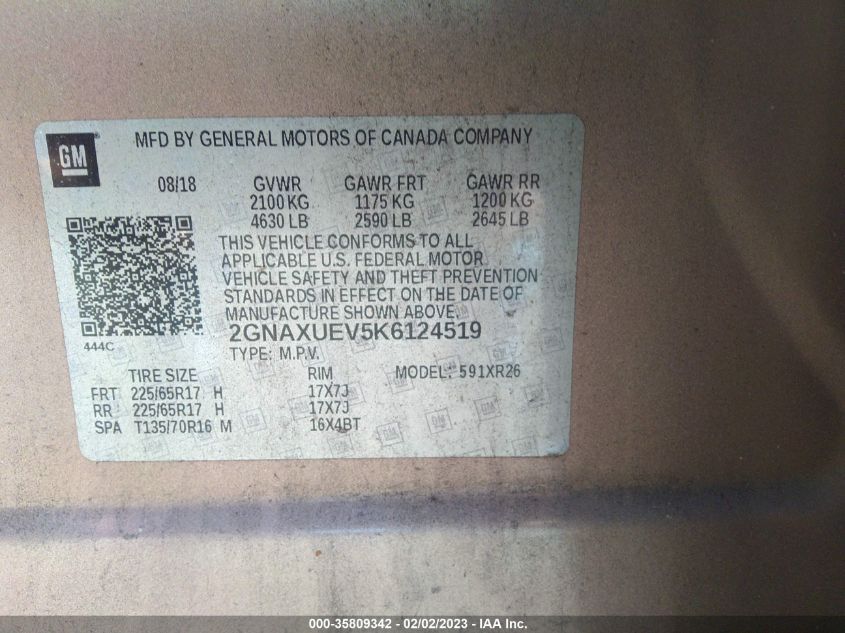 MFD BY GENERAL MOTORS OF CANADA COMPANY
GM
08/18 GVWR GAWR FRT GAWR RR
2100 KG 1175 KG 1200 KG
4630 LB 2590 LB 2645 LB
THIS VEHICLE CONFORMS TO ALL
APPLICABLE U.S. FEDERAL MOTOR
VEHICLE SAFETY AND THEFT PREVENTION
STANDARDS IN EFFECT ON THE DATE OF
MANUFACTURE SHOWN ABOVE.
2GNAXUEV5K6124519
444C
TYPE: M.P.V.
TIRE SIZE RIM MODEL: 591XR26
FRT 225/65R17 H 17X7J
RR 225/65R17 H 17X7J
SPA T135/70R16 M 16X4BT
000-35809342 - 02/02/2023 - IAA Inc.